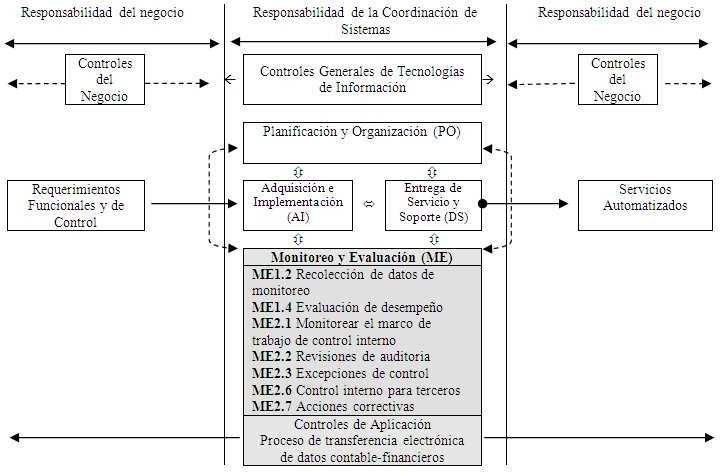 Responsabilidad del negocio
Responsabilidad de la Coordinación de
Sistemas
Responsabilidad del negocio
Controles
del
Negocio
Controles Generales de Tecnologías
de Información
Controles
del
Negocio
Planificación y Organización (PO)
Requerimientos
Funcionales y de
Control
Adquisición e
Implementación
(AI)
Entrega de
Servicio y
Soporte (DS)
Servicios
Automatizados
Monitoreo y Evaluación (ME)
ME1.2 Recolección de datos de
monitoreo
ME1.4 Evaluación de desempeño
ME2.1 Monitorear el marco de
trabajo de control interno
ME2.2 Revisiones de auditoria
ME2.3 Excepciones de control
ME2.6 Control interno para terceros
ME2.7 Acciones correctivas
Controles de Aplicación
Proceso de transferencia electrónica
de datos contable-financieros